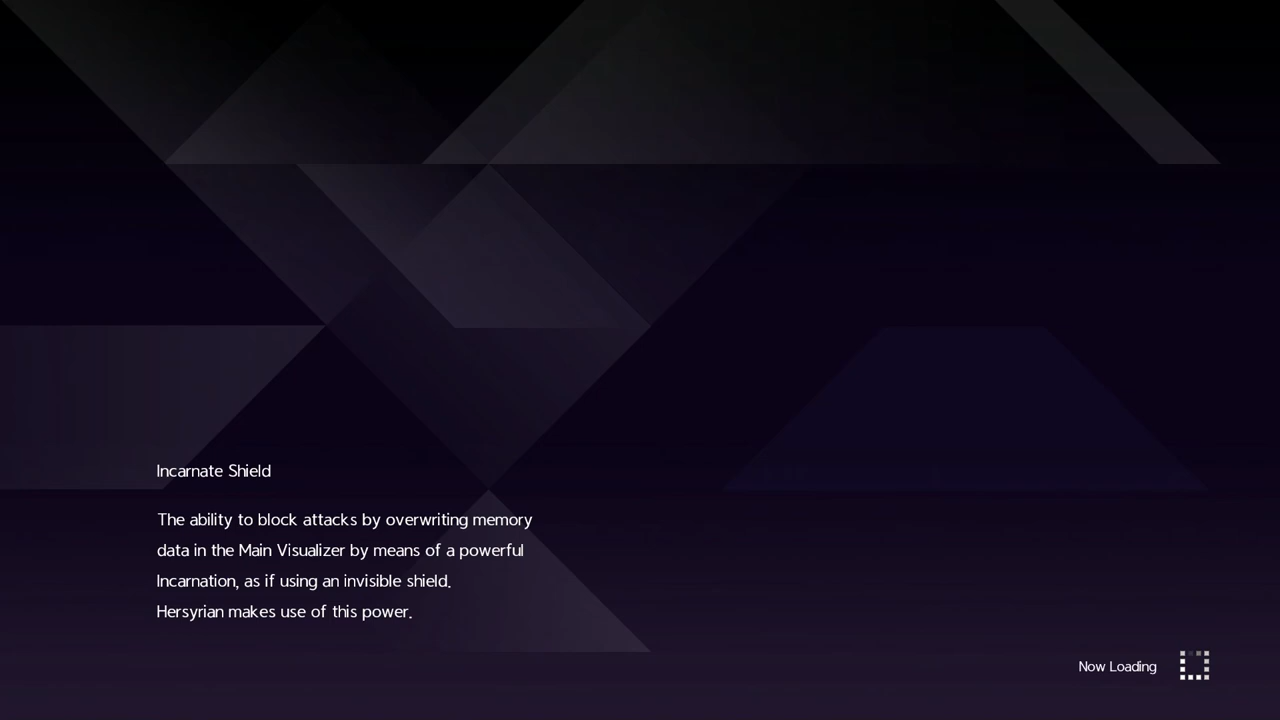 Incarnate Shield
The ability to block attacks by overwriting memory
data in the Main Visualizer by means of a powerful
Incarnation, as if using an invisible shield.
Hersyrian makes use of this power.
Now Loading